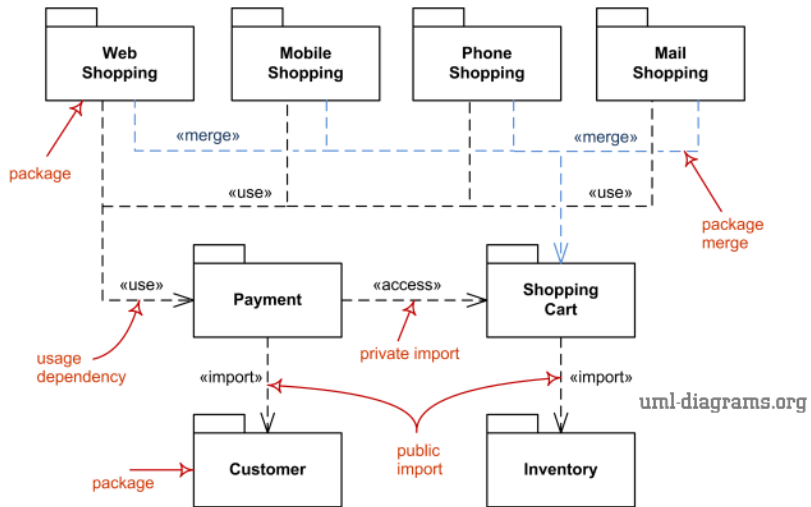 Web
Shopping
Mobile
Shopping
Phone
Shopping
Mail
Shopping
«merge»
«merge»
package
«use»
«use»
package
merge
«use»
Payment
«access»
Shopping
Cart
usage
dependency
private import
«import»
«import»
uml-diagrams.org
public
import
package
Customer
Inventory